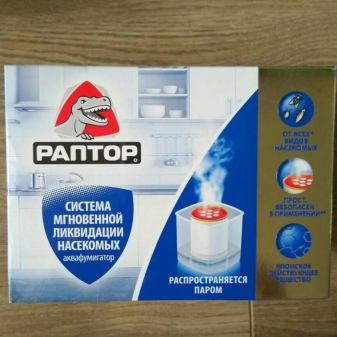 РАПТОР
СИСТЕМА
МГНОВЕННОЙ
ЛИКВИДАЦИИ
НАСЕКОМЫХ
аквафумигатор
РАСПРОСТРАНЯЕТСЯ
ПАРОМ
ОТ ВСЕХ*
ВИДОВ
НАСЕКОМЫХ
ПРОСТ,
БЕЗОПАСЕН
В ПРИМЕНЕНИИ**
ЯПОНСКОЕ
ДЕЙСТВУЮЩЕЕ
ВЕЩЕСТВО